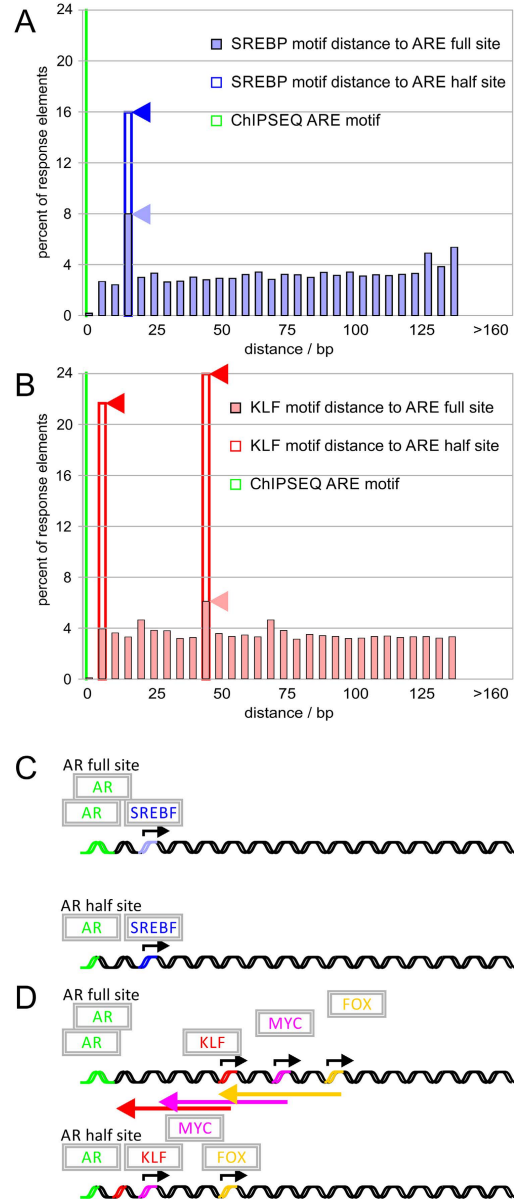 A
24
20
16
12
8
4
0
percent of response elements
SREBP motif distance to ARE full site
SREBP motif distance to ARE half site
ChIPSEQ ARE motif
0 25 50 75 100 125 >160
distance / bp
B
24
20
16
12
8
4
0
percent of response elements
KLF motif distance to ARE full site
KLF motif distance to ARE half site
ChIPSEQ ARE motif
0 25 50 75 100 125 >160
distance / bp
C
AR full site
AR
AR SREBF
AR half site
AR SREBF
D
AR full site
FOX
AR MYC
AR KLF
AR half site
MYC
AR KLF FOX